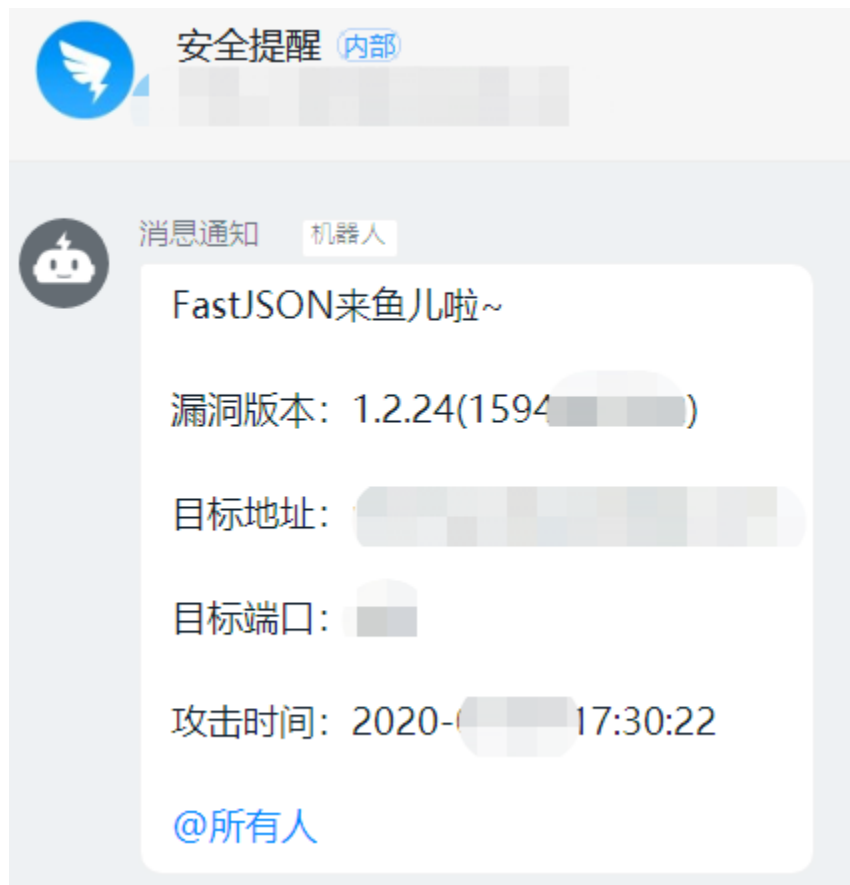 安全提醒 内部
消息通知 机器人
FastJSON来鱼儿啦~
漏洞版本：1.2.24(1594)
目标地址：
目标端口：
攻击时间：2020- 17:30:22
@所有人